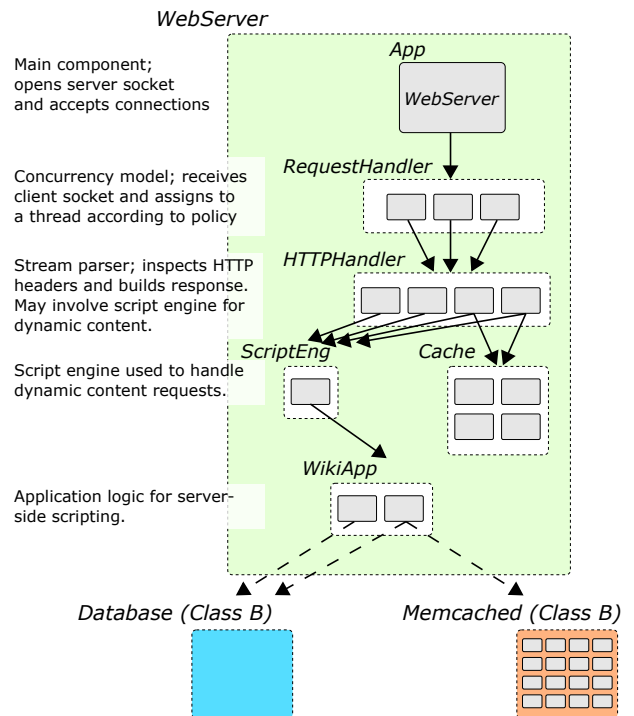 WebServer
App
Main component;
opens server socket
and accepts connections
WebServer
RequestHandler
Concurrency model; receives
client socket and assigns to
a thread according to policy
HTTPHandler
Stream parser; inspects HTTP
headers and builds response.
May involve script engine for
dynamic content.
ScriptEng
Cache
Script engine used to handle
dynamic content requests.
WikiApp
Application logic for server-
side scripting.
Database (Class B)
Memcached (Class B)